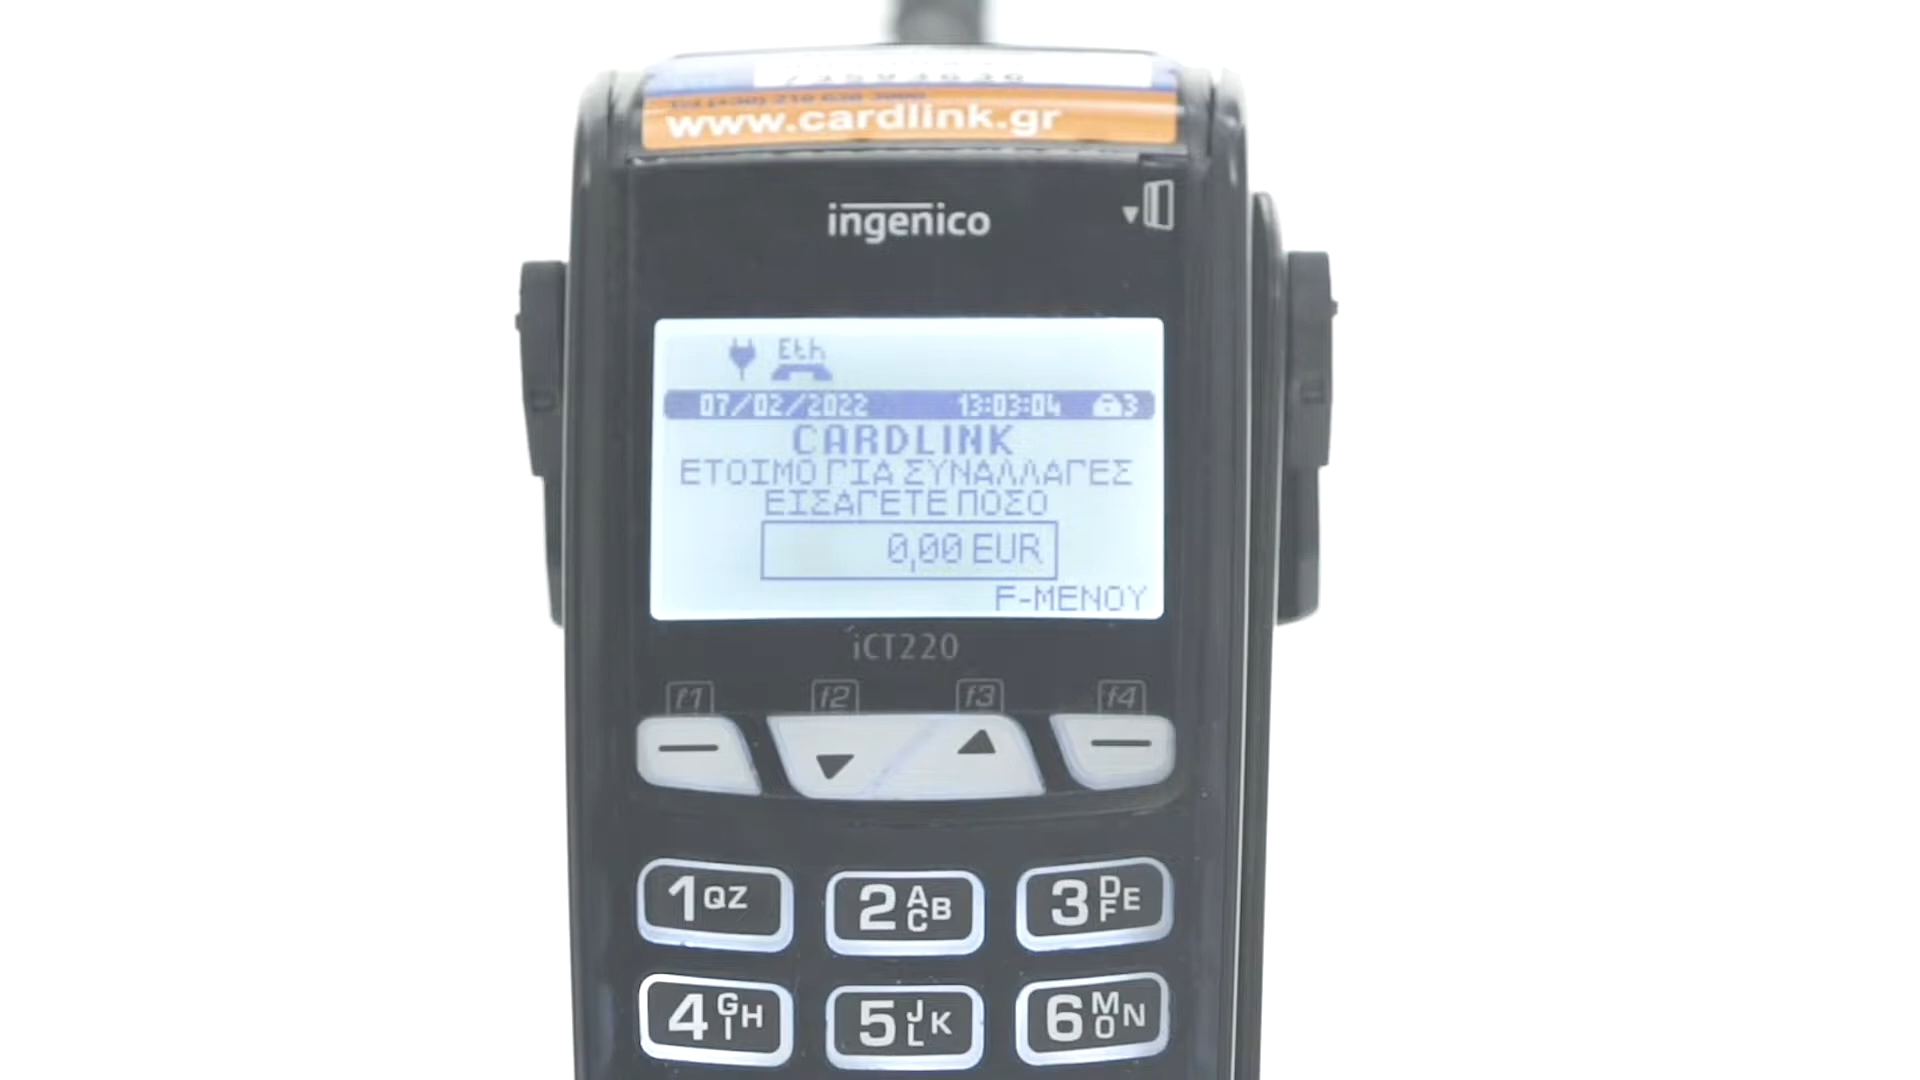 www.cardlink.gr
ingenico
Eth
07/02/2022 13:03:04 3
CARDLINK
ΕΤΟΙΜΟ ΓΙΑ ΣΥΝΑΛΛΑΓΕΣ
ΕΙΣΑΓΕΤΕ ΠΟΣΟ
0,00 EUR
F-ΜΕΝΟΥ
iCT220
f1 f2 f3 f4
1 QZ 2 ABC 3 DEF
4 GHI 5 JKL 6 MNO